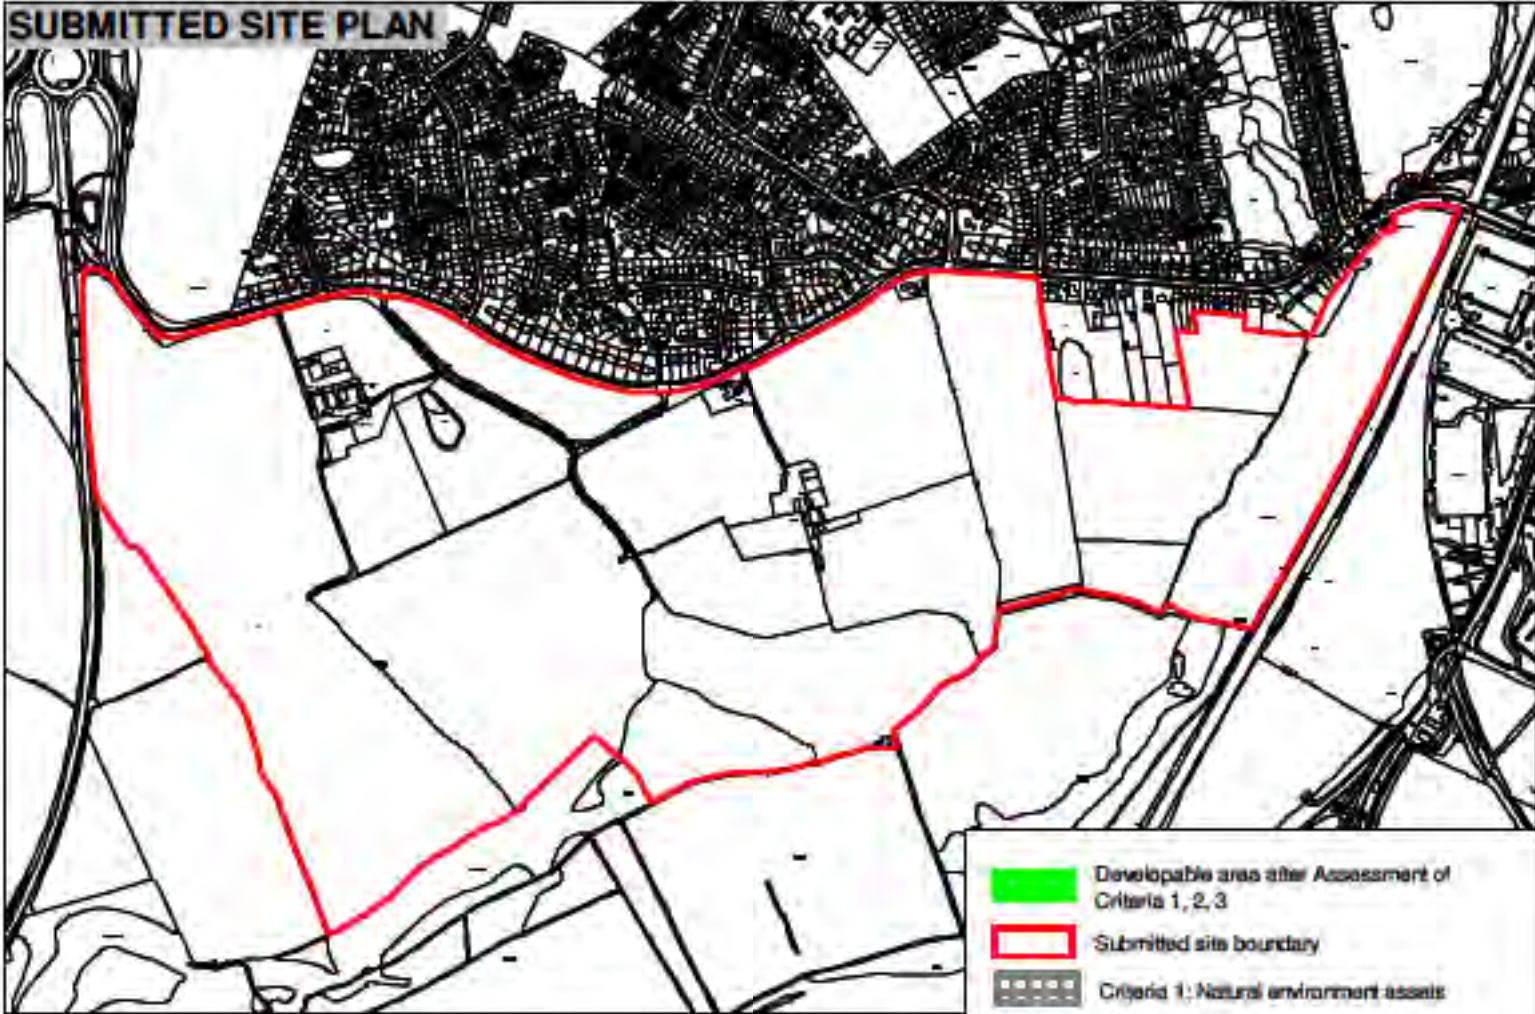 SUBMITTED SITE PLAN
Developable area after Assessment of
Criteria 1, 2, 3
Submitted site boundary
Criteria 1: Natural environment assets